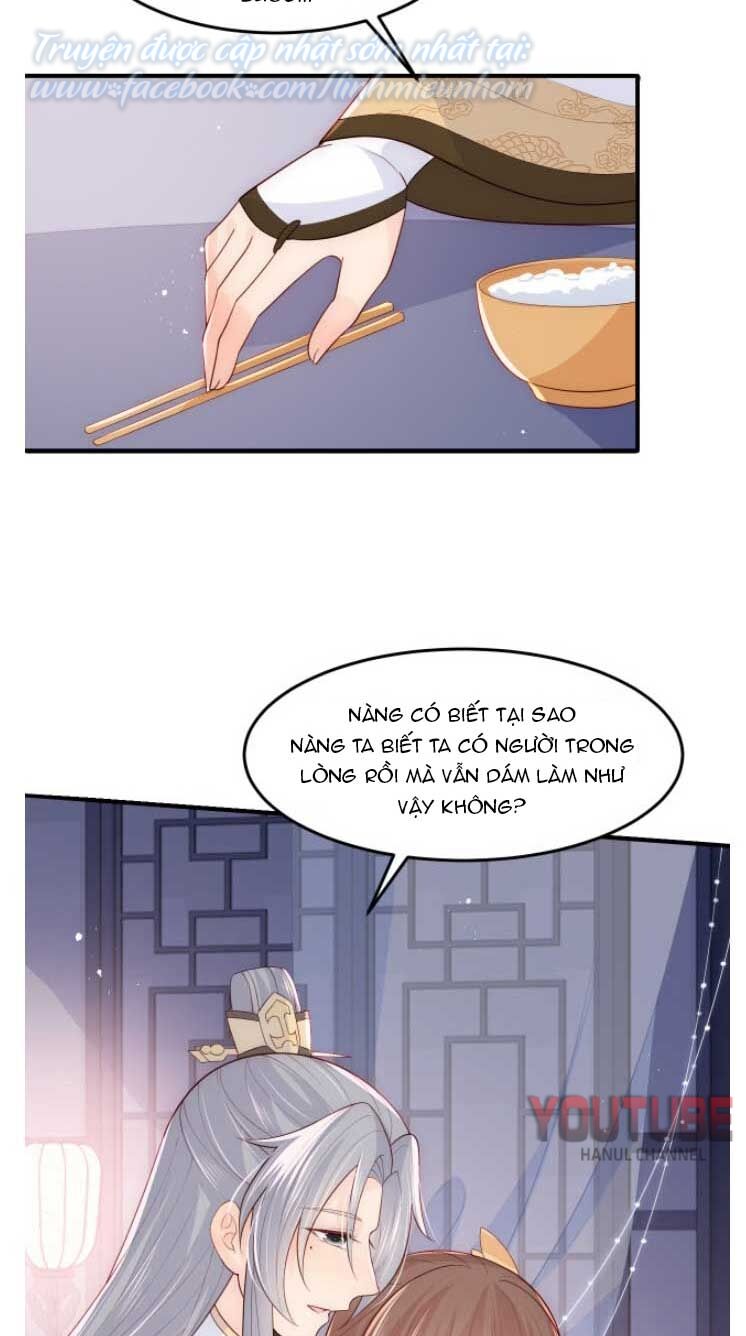 Truyện được cập nhật sớm nhất tại:
www.facebook.com/linhmieunhom
NÀNG CÓ BIẾT TẠI SAO
NÀNG TA BIẾT TA CÓ NGƯỜI TRONG
LÒNG RỒI MÀ VẪN DÁM LÀM NHƯ
VẬY KHÔNG?
YOUTUBE
HANUL CHANNEL